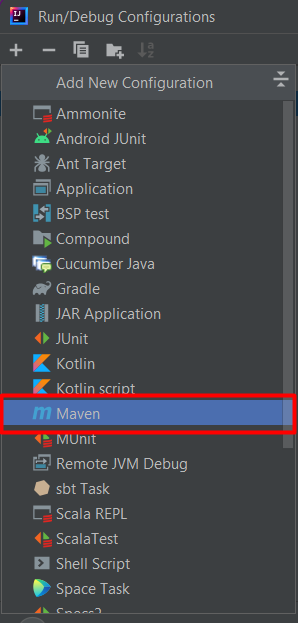 Run/Debug Configurations
Add New Configuration
Ammonite
Android JUnit
Ant Target
Application
BSP test
Compound
Cucumber Java
Gradle
JAR Application
JUnit
Kotlin
Kotlin script
Maven
MUnit
Remote JVM Debug
sbt Task
Scala REPL
ScalaTest
Shell Script
Space Task
Specs2